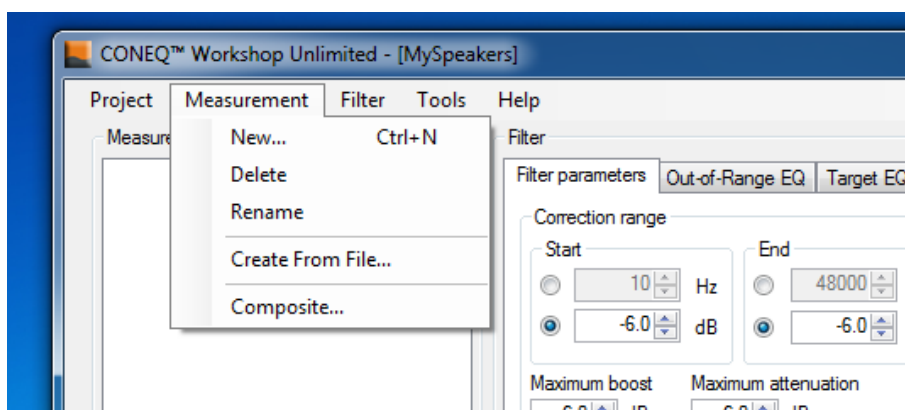 CONEQ™ Workshop Unlimited - [MySpeakers]
Project Measurement Filter Tools Help
New... Ctrl+N
Delete
Rename
Create From File...
Composite...
Filter
Filter parameters Out-of-Range EQ Target EQ
Correction range
Start End
10 Hz 48000
-6.0 dB -6.0
Maximum boost Maximum attenuation